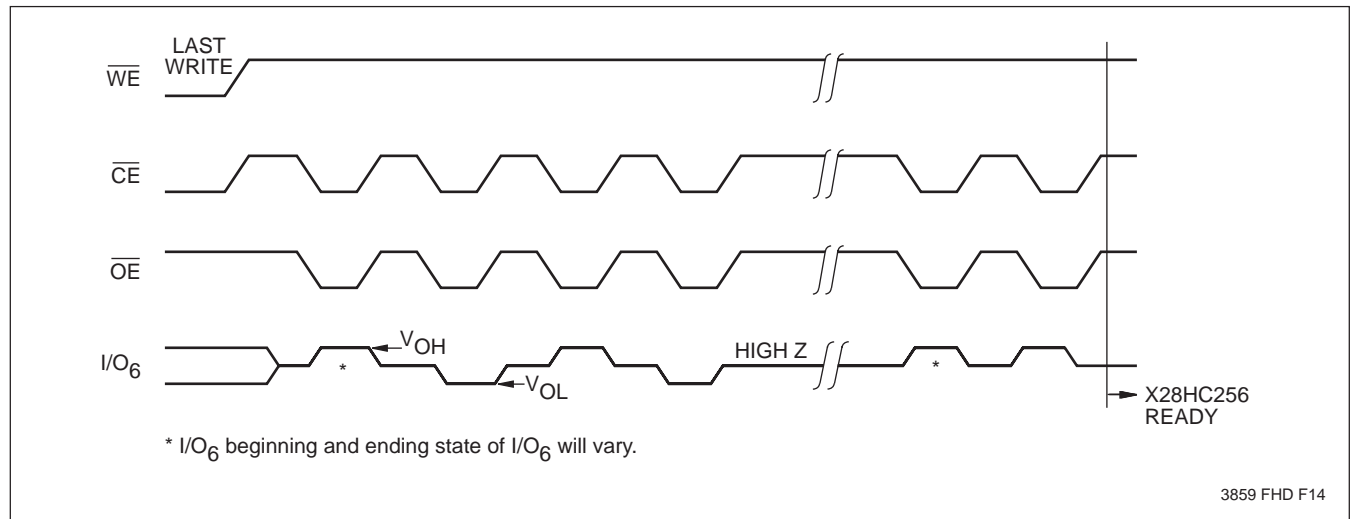 LAST
WRITE
WE
CE
OE
I/O6
VOH
HIGH Z
*
*
VOL
X28HC256
READY
* I/O6 beginning and ending state of I/O6 will vary.
3859 FHD F14